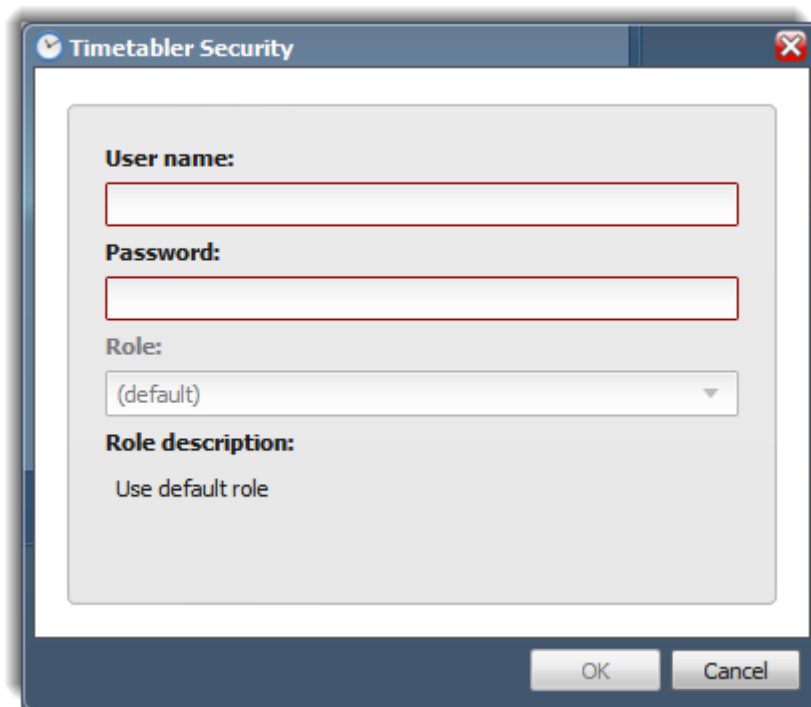 Timetabler Security
User name:
Password:
Role:
(default)
Role description:
Use default role
OK
Cancel